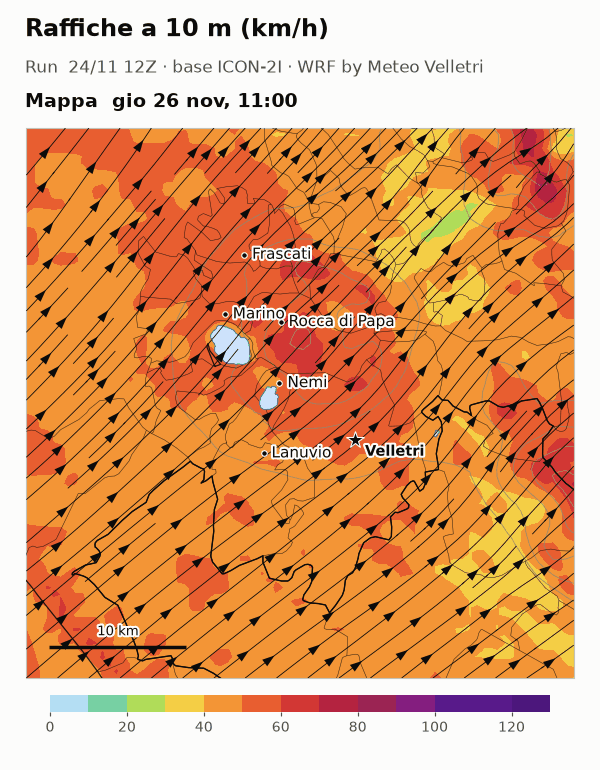 Raffiche a 10 m (km/h)
Run  24/11 12Z · base ICON-2I · WRF by Meteo Velletri
Mappa  gio 26 nov, 11:00
Frascati
Marino
Rocca di Papa
Nemi
Velletri
Lanuvio
10 km
0 20 40 60 80 100 120